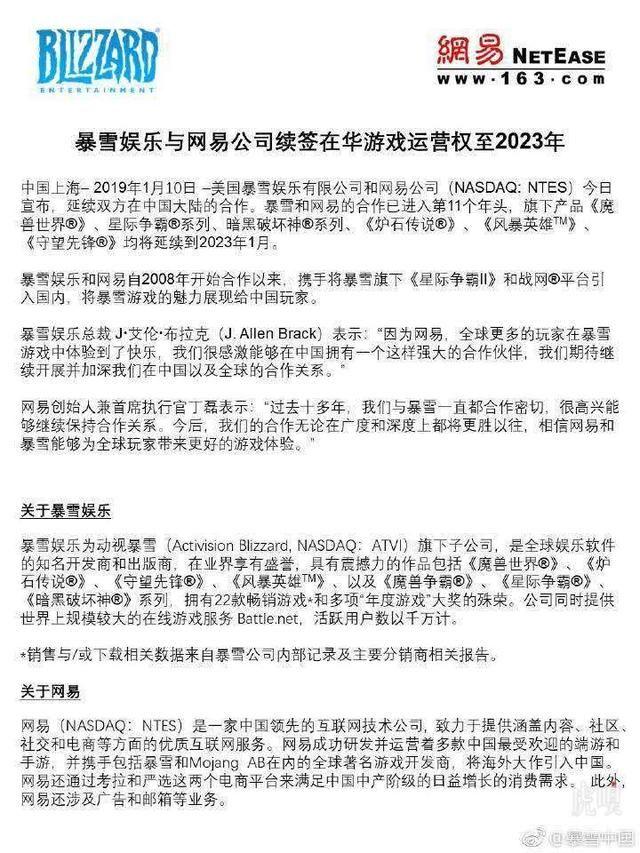 BLIZZARD
ENTERTAINMENT
網易 NETEASE
www.163.com
暴雪娱乐与网易公司续签在华游戏运营权至2023年
中国上海– 2019年1月10日 –美国暴雪娱乐有限公司和网易公司（NASDAQ: NTES）今日
宣布，延续双方在中国大陆的合作。暴雪和网易的合作已进入第11个年头，旗下产品《魔
兽世界®》、星际争霸®系列、暗黑破坏神®系列、《炉石传说®》、《风暴英雄™》、
《守望先锋®》均将延续到2023年1月。
暴雪娱乐和网易自2008年开始合作以来，携手将暴雪旗下《星际争霸II》和战网®平台引
入国内，将暴雪游戏的魅力展现给中国玩家。
暴雪娱乐总裁 J·艾伦·布拉克（J. Allen Brack）表示：“因为网易，全球更多的玩家在暴雪
游戏中体验到了快乐，我们很感激能够在中国拥有一个这样强大的合作伙伴，我们期待继
续开展并加深我们在中国以及全球的合作关系。”
网易创始人兼首席执行官丁磊表示：“过去十多年，我们与暴雪一直都合作密切，很高兴能
够继续保持合作关系。今后，我们的合作无论在广度和深度上都将更胜以往，相信网易和
暴雪能够为全球玩家带来更好的游戏体验。”
关于暴雪娱乐
暴雪娱乐为动视暴雪（Activision Blizzard, NASDAQ：ATVI）旗下子公司，是全球娱乐软件
的知名开发商和出版商，在业界享有盛誉，具有震撼力的作品包括《魔兽世界®》、《炉
石传说®》、《守望先锋®》、《风暴英雄™》、以及《魔兽争霸®》、《星际争霸®》、
《暗黑破坏神®》系列，拥有22款畅销游戏*和多项“年度游戏”大奖的殊荣。公司同时提供
世界上规模较大的在线游戏服务 Battle.net，活跃用户数以千万计。
*销售与/或下载相关数据来自暴雪公司内部记录及主要分销商相关报告。
关于网易
网易（NASDAQ：NTES）是一家中国领先的互联网技术公司，致力于提供涵盖内容、社区、
社交和电商等方面的优质互联网服务。网易成功研发并运营着多款中国最受欢迎的端游和
手游，并携手包括暴雪和Mojang AB在内的全球著名游戏开发商，将海外大作引入中国。
网易还通过考拉和严选这两个电商平台来满足中国中产阶级的日益增长的消费需求。 此外，
网易还涉及广告和邮箱等业务。
虎嗅
@暴雪中国